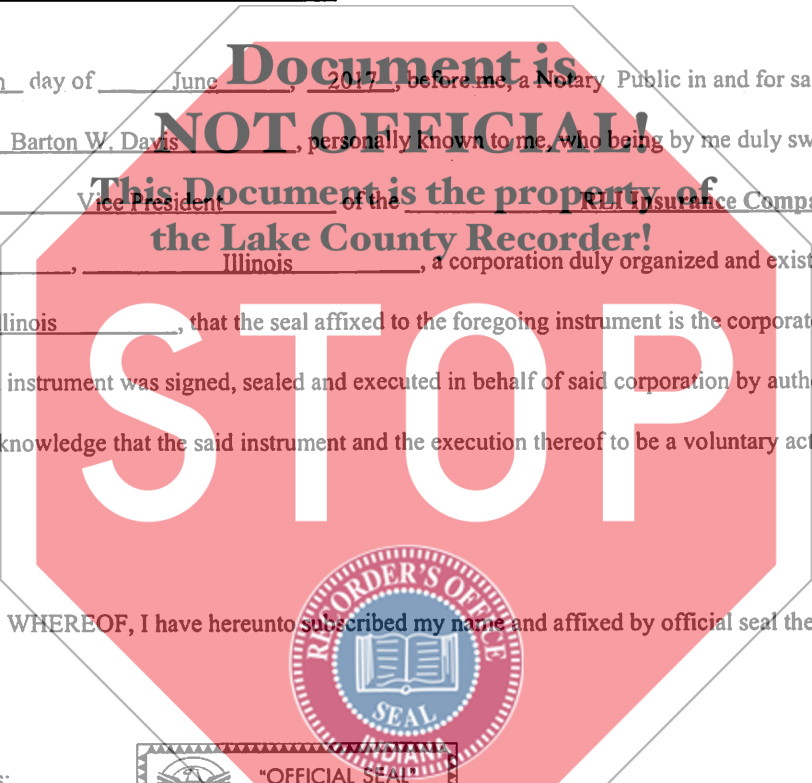 day of June, 2017, before me, a Notary Public in and for sa
Document is
NOT OFFICIAL!
This Document is the property of
the Lake County Recorder!
Barton W. Davis, personally known to me, who being by me duly sw
Vice President of the RLI Insurance Compa
, Illinois, a corporation duly organized and exist
llinois, that the seal affixed to the foregoing instrument is the corporat
instrument was signed, sealed and executed in behalf of said corporation by autho
knowledge that the said instrument and the execution thereof to be a voluntary act
STOP
WHEREOF, I have hereunto subscribed my name and affixed by official seal the
RECORDER'S OFFICE
SEAL
INDIANA
"OFFICIAL SEAL"